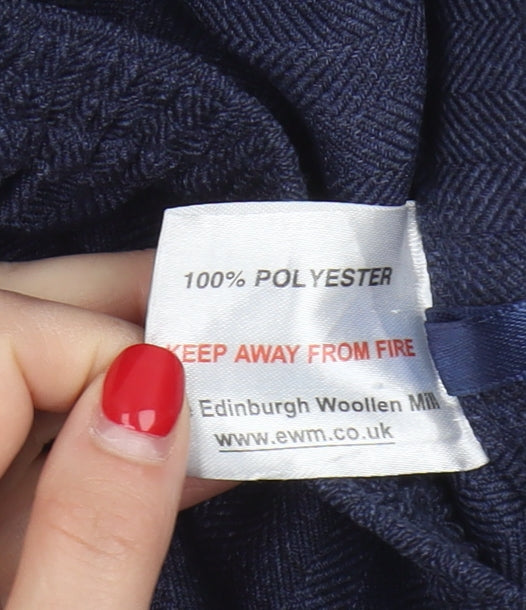 100% POLYESTER
KEEP AWAY FROM FIRE
Edinburgh Woollen Mill
www.ewm.co.uk